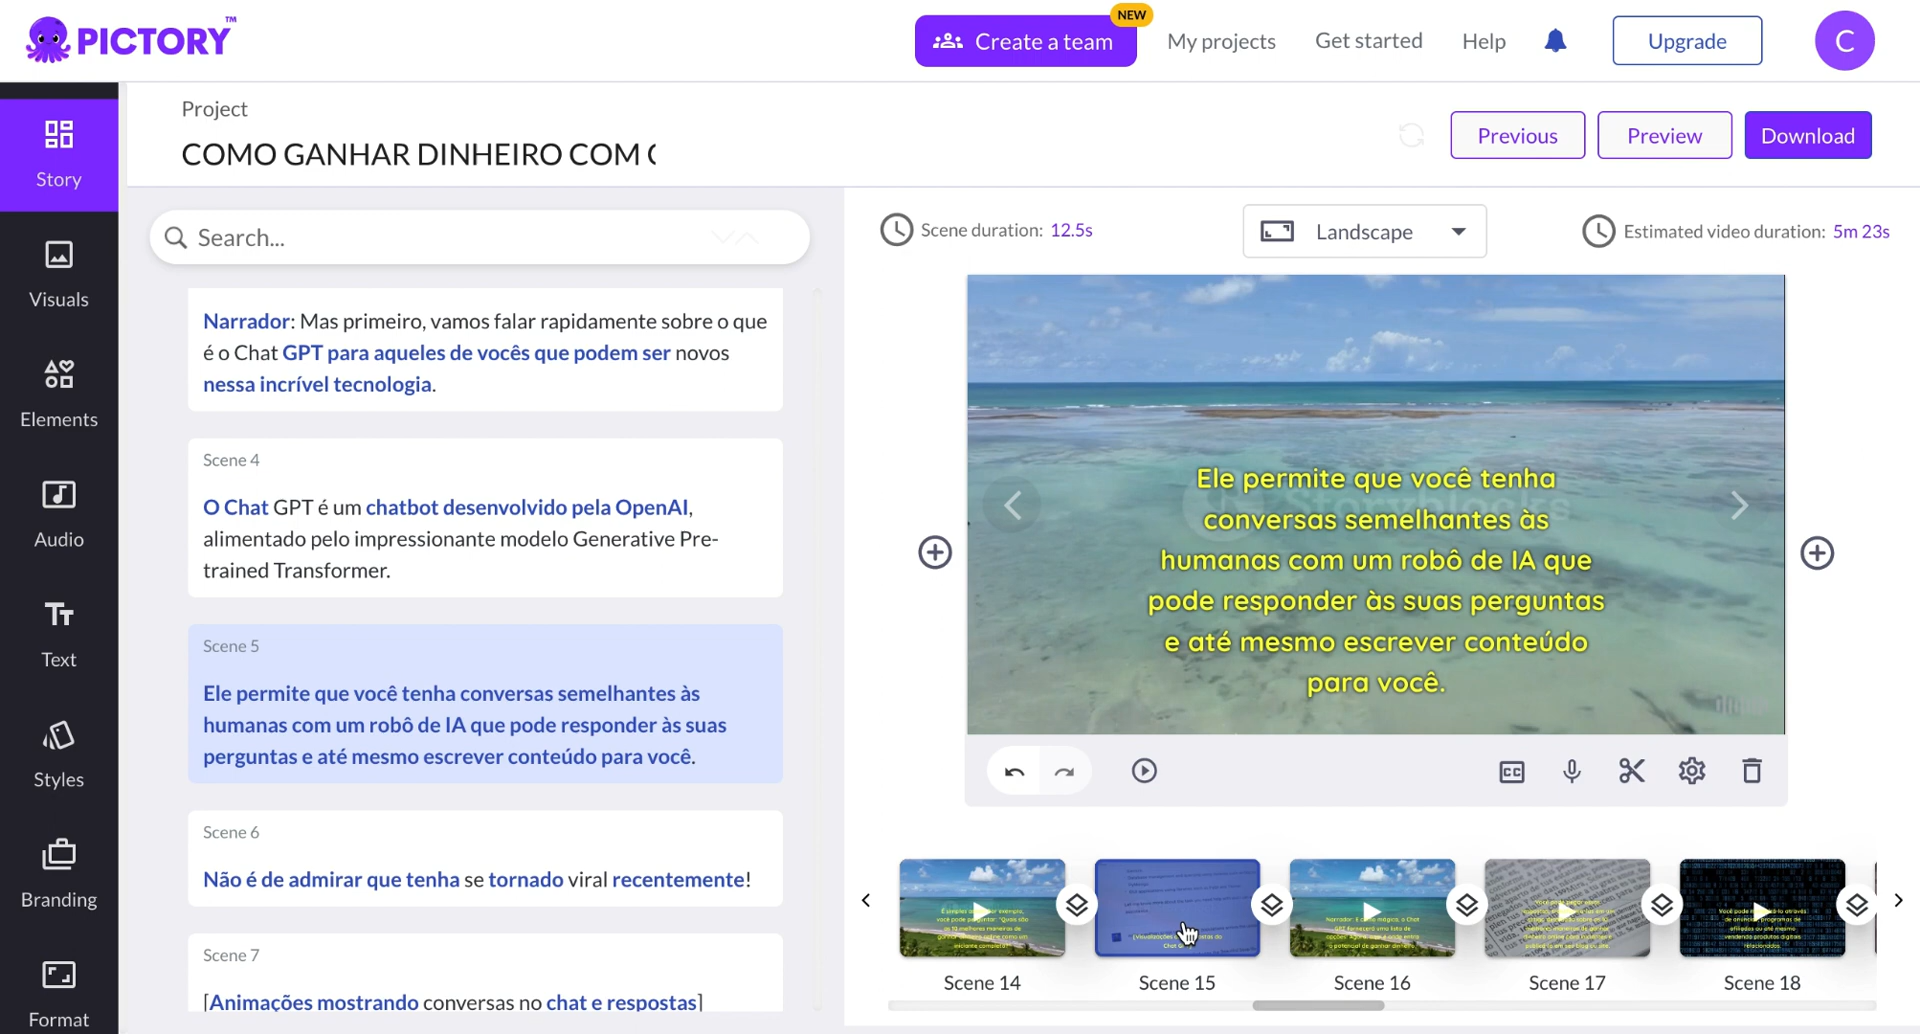 PICTORY™
NEW
Create a team
My projects
Get started
Help
Upgrade
C
Story
Visuals
Elements
Audio
Text
Styles
Branding
Format
Project
COMO GANHAR DINHEIRO COM
Previous
Preview
Download
Search...
Narrador: Mas primeiro, vamos falar rapidamente sobre o que
é o Chat GPT para aqueles de vocês que podem ser novos
nessa incrível tecnologia.
Scene 4
O Chat GPT é um chatbot desenvolvido pela OpenAI,
alimentado pelo impressionante modelo Generative Pre-
trained Transformer.
Scene 5
Ele permite que você tenha conversas semelhantes às
humanas com um robô de IA que pode responder às suas
perguntas e até mesmo escrever conteúdo para você.
Scene 6
Não é de admirar que tenha se tornado viral recentemente!
Scene 7
[Animações mostrando conversas no chat e respostas]
Scene duration: 12.5s
Landscape
Estimated video duration: 5m 23s
Storyblocks
Ele permite que você tenha
conversas semelhantes às
humanas com um robô de IA que
pode responder às suas perguntas
e até mesmo escrever conteúdo
para você.
CC
Scene 14
Scene 15
Scene 16
Scene 17
Scene 18